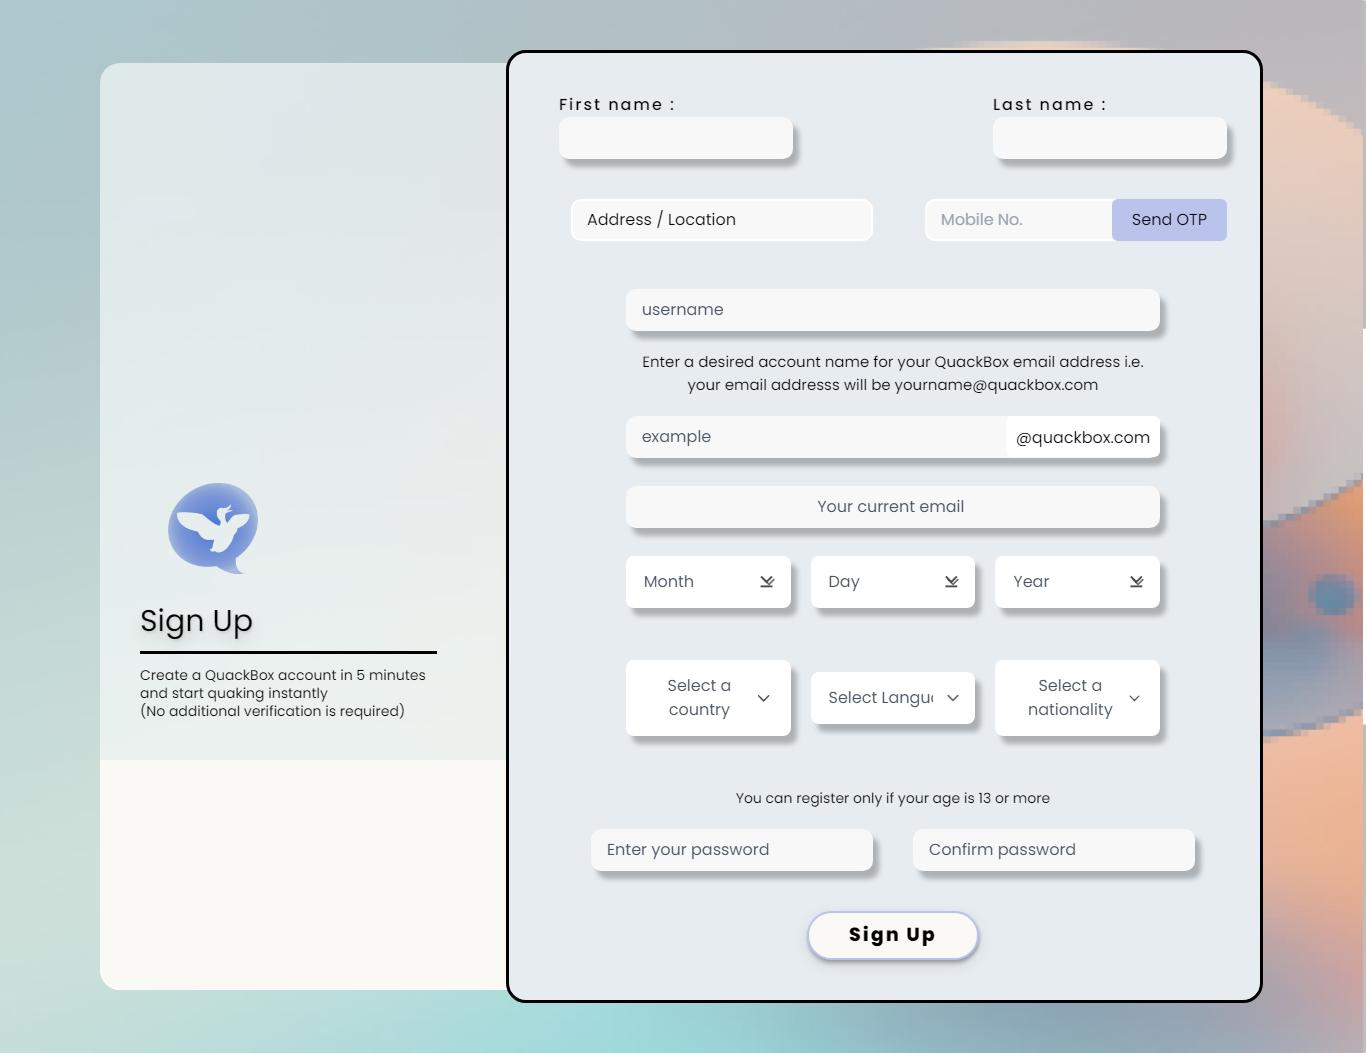 First name :
Last name :
Address / Location
Mobile No.
Send OTP
username
Enter a desired account name for your QuackBox email address i.e.
your email addresss will be yourname@quackbox.com
example
@quackbox.com
Your current email
Month
Day
Year
Select a
country
Select Langu
Select a
nationality
You can register only if your age is 13 or more
Enter your password
Confirm password
Sign Up
Sign Up
Create a QuackBox account in 5 minutes
and start quaking instantly
(No additional verification is required)